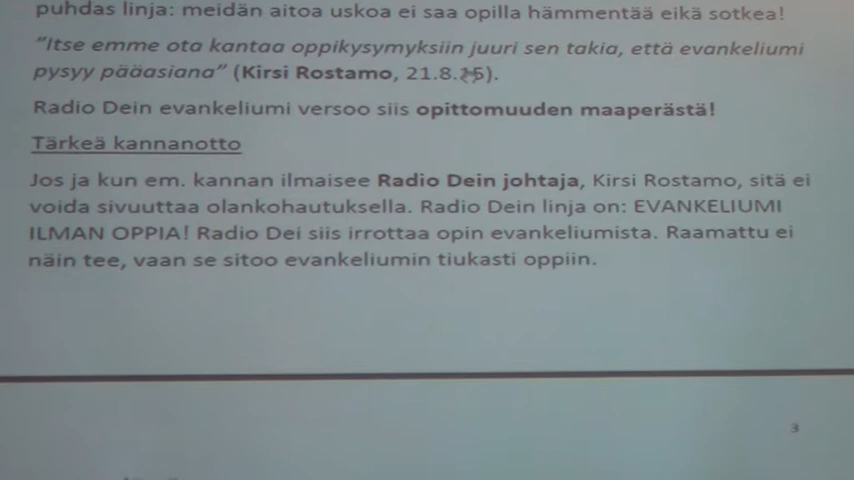 puhdas linja: meidän aitoa uskoa ei saa opilla hämmentää eikä sotkea!
"Itse emme ota kantaa oppikysymyksiin juuri sen takia, että evankeliumi
pysyy pääasiana" (Kirsi Rostamo, 21.8.15).
Radio Dein evankeliumi versoo siis opittomuuden maaperästä!
Tärkeä kannanotto
Jos ja kun em. kannan ilmaisee Radio Dein johtaja, Kirsi Rostamo, sitä ei
voida sivuuttaa olankohautuksella. Radio Dein linja on: EVANKELIUMI
ILMAN OPPIA! Radio Dei siis irrottaa opin evankeliumista. Raamattu ei
näin tee, vaan se sitoo evankeliumin tiukasti oppiin.
3